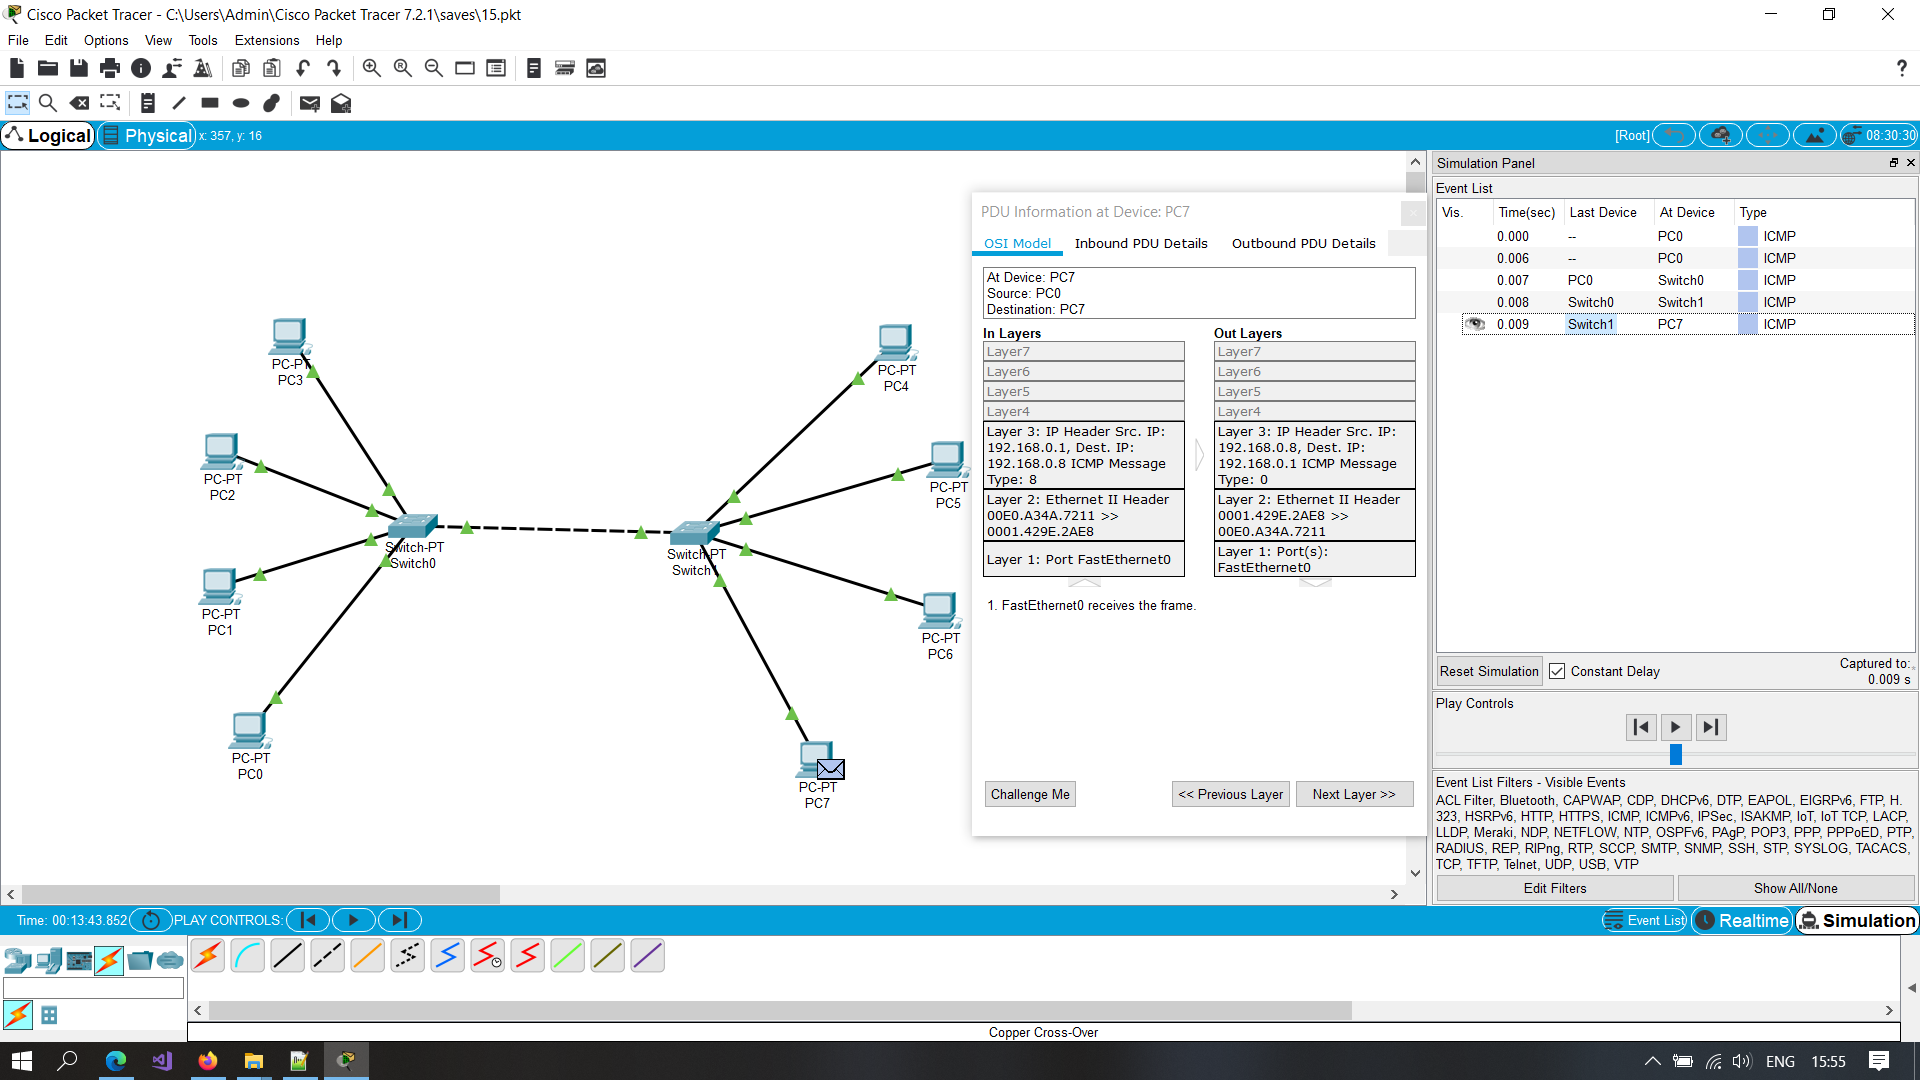 Cisco Packet Tracer - C:\Users\Admin\Cisco Packet Tracer 7.2.1\saves\15.pkt
File Edit Options View Tools Extensions Help
?
Logical Physical x: 357, y: 16
[Root] 08:30:30
PC-PT
PC3
PC-PT
PC2
PC-PT
PC1
PC-PT
PC0
Switch-PT
Switch0
Switch-PT
Switch1
PC-PT
PC4
PC-PT
PC5
PC-PT
PC6
PC-PT
PC7
PDU Information at Device: PC7
OSI Model Inbound PDU Details Outbound PDU Details
At Device: PC7
Source: PC0
Destination: PC7
In Layers
Layer7
Layer6
Layer5
Layer4
Layer 3: IP Header Src. IP:
192.168.0.1, Dest. IP:
192.168.0.8 ICMP Message
Type: 8
Layer 2: Ethernet II Header
00E0.A34A.7211 >>
0001.429E.2AE8
Layer 1: Port FastEthernet0
Out Layers
Layer7
Layer6
Layer5
Layer4
Layer 3: IP Header Src. IP:
192.168.0.8, Dest. IP:
192.168.0.1 ICMP Message
Type: 0
Layer 2: Ethernet II Header
0001.429E.2AE8 >>
00E0.A34A.7211
Layer 1: Port(s):
FastEthernet0
1. FastEthernet0 receives the frame.
Challenge Me << Previous Layer Next Layer >>
Simulation Panel
Event List
Vis. Time(sec) Last Device At Device Type
0.000 -- PC0 ICMP
0.006 -- PC0 ICMP
0.007 PC0 Switch0 ICMP
0.008 Switch0 Switch1 ICMP
0.009 Switch1 PC7 ICMP
Reset Simulation Constant Delay
Captured to:
0.009 s
Play Controls
Event List Filters - Visible Events
ACL Filter, Bluetooth, CAPWAP, CDP, DHCPv6, DTP, EAPOL, EIGRPv6, FTP, H.
323, HSRPv6, HTTP, HTTPS, ICMP, ICMPv6, IPSec, ISAKMP, IoT, IoT TCP, LACP,
LLDP, Meraki, NDP, NETFLOW, NTP, OSPFv6, PAgP, POP3, PPP, PPPoED, PTP,
RADIUS, REP, RIPng, RTP, SCCP, SMTP, SNMP, SSH, STP, SYSLOG, TACACS,
TCP, TFTP, Telnet, UDP, USB, VTP
Edit Filters Show All/None
Time: 00:13:43.852 PLAY CONTROLS:
Event List Realtime Simulation
Copper Cross-Over
ENG 15:55